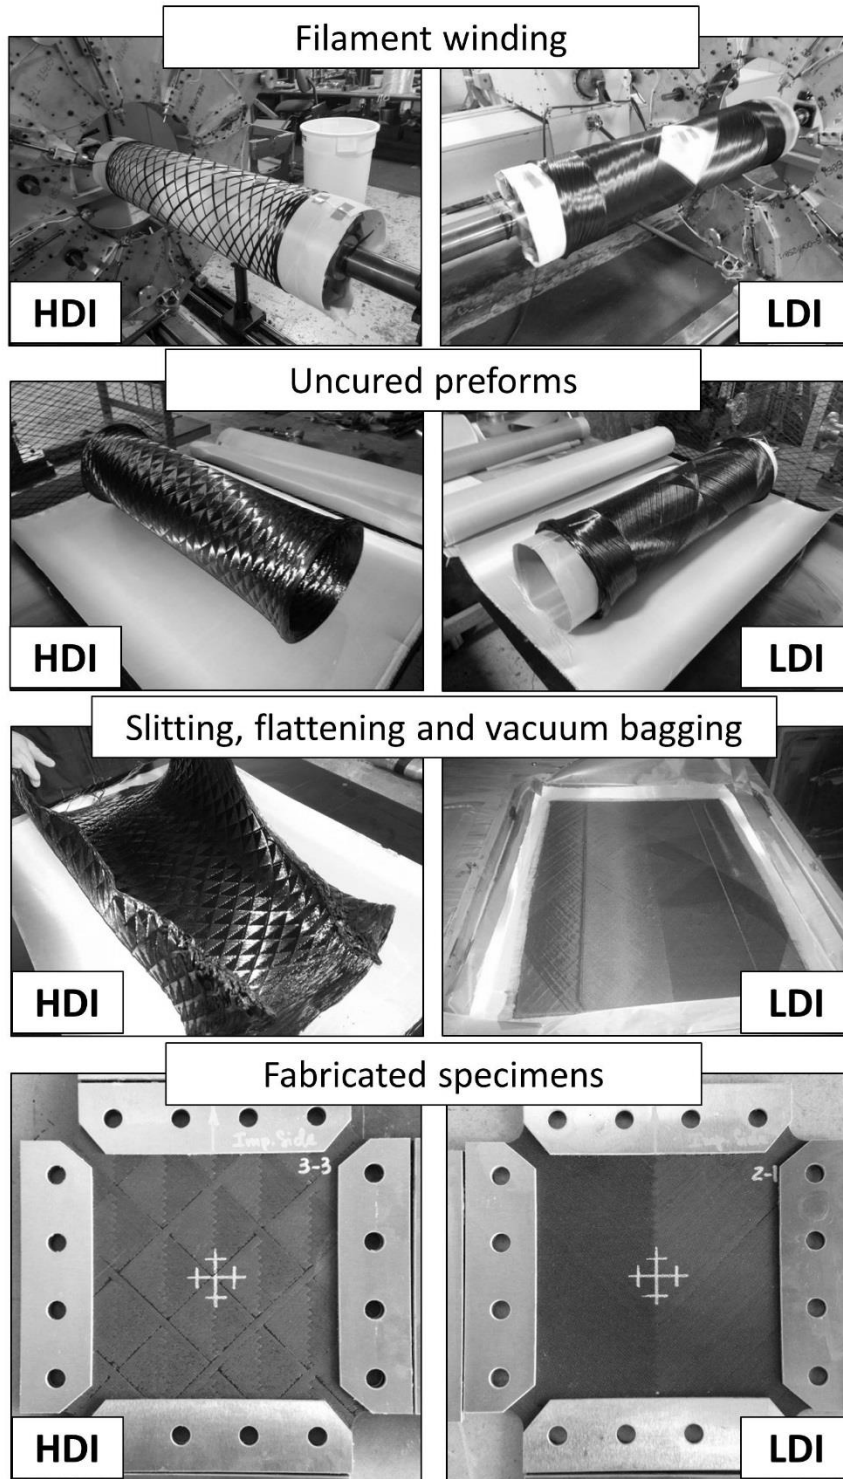 Filament winding
HDI
LDI
Uncured preforms
HDI
LDI
Slitting, flattening and vacuum bagging
HDI
LDI
Fabricated specimens
Imp. Side
3-3
Imp. Side
2-1
HDI
LDI